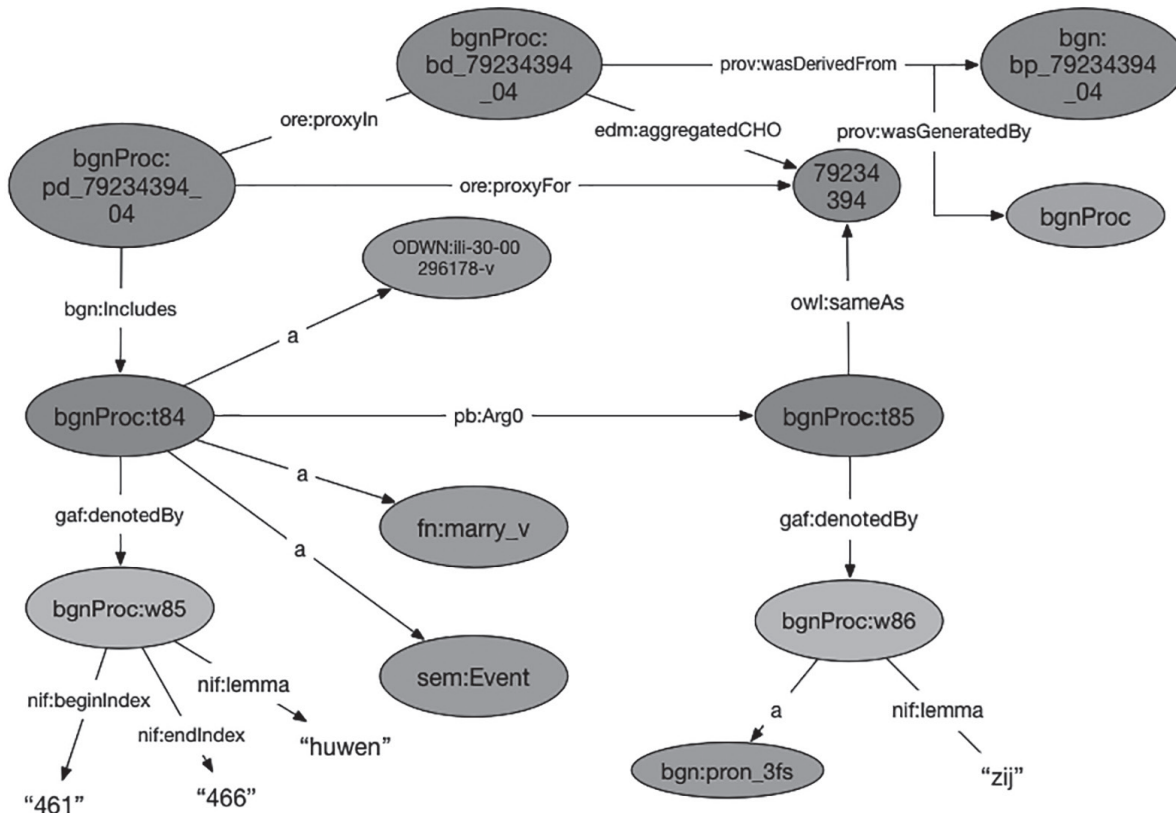 bgnProc:
bd_79234394
_04
prov:wasDerivedFrom
bgn:
bp_79234394
_04
ore:proxyIn
edm:aggregatedCHO
prov:wasGeneratedBy
bgnProc:
pd_79234394_
04
ore:proxyFor
79234
394
bgnProc
ODWN:ili-30-00
296178-v
bgn:Includes
owl:sameAs
a
bgnProc:t84
pb:Arg0
bgnProc:t85
a
gaf:denotedBy
gaf:denotedBy
fn:marry_v
a
bgnProc:w85
bgnProc:w86
sem:Event
nif:lemma
nif:beginIndex
nif:endIndex
"huwen"
a
nif:lemma
bgn:pron_3fs
"zij"
"461"
"466"